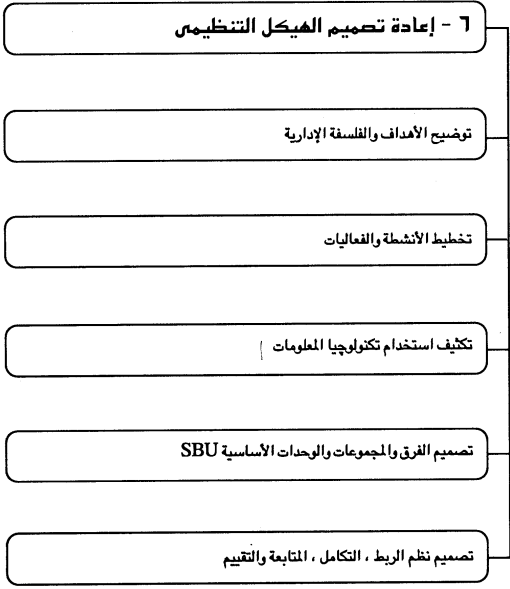 ٦ - إعادة تصميم الهيكل التنظيمى
توضيح الأهداف والفلسفة الإدارية
تخطيط الأنشطة والفعاليات
تكثيف استخدام تكنولوچيا المعلومات
تصميم الفرق والمجموعات والوحدات الأساسية SBU
تصميم نظم الربط ، التكامل ، المتابعة والتقييم